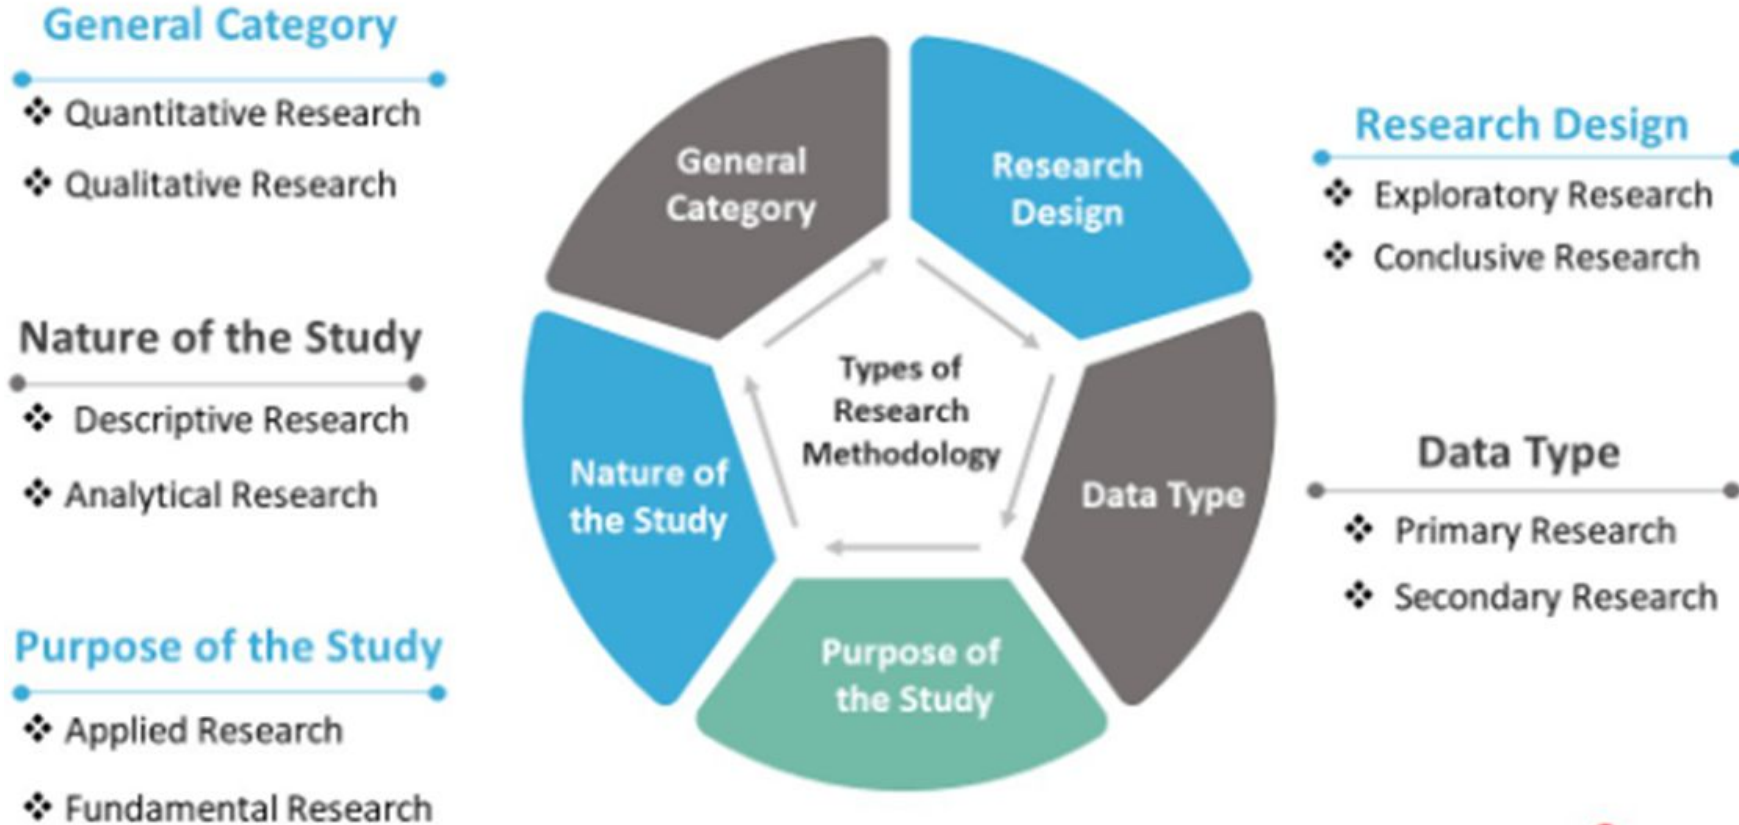 General Category
❖ Quantitative Research
❖ Qualitative Research
Nature of the Study
❖ Descriptive Research
❖ Analytical Research
Purpose of the Study
❖ Applied Research
❖ Fundamental Research
General
Category
Research
Design
Data Type
Purpose of
the Study
Nature of
the Study
Types of
Research
Methodology
Research Design
❖ Exploratory Research
❖ Conclusive Research
Data Type
❖ Primary Research
❖ Secondary Research